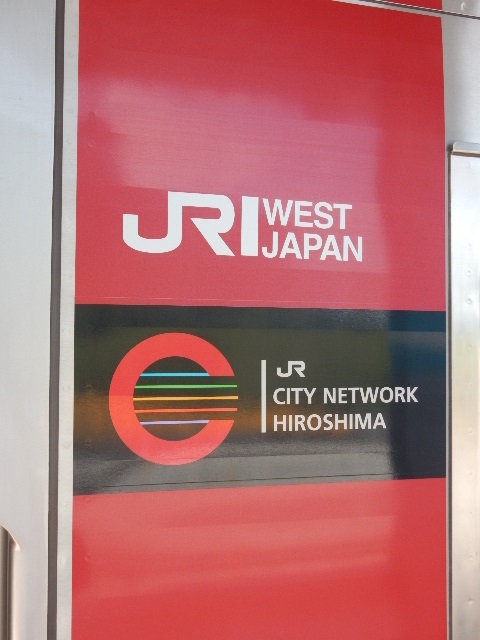 JR WEST
JAPAN
JR
CITY NETWORK
HIROSHIMA